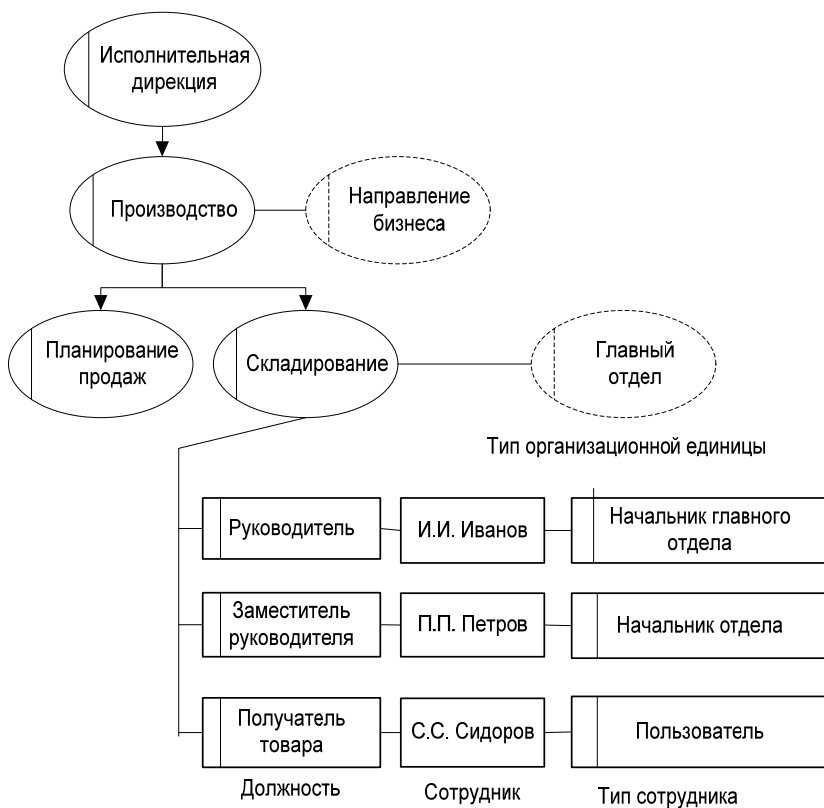 Исполнительная
дирекция
Производство
Направление
бизнеса
Планирование
продаж
Складирование
Главный
отдел
Тип организационной единицы
Руководитель
И.И. Иванов
Начальник главного
отдела
Заместитель
руководителя
П.П. Петров
Начальник отдела
Получатель
товара
С.С. Сидоров
Пользователь
Должность
Сотрудник
Тип сотрудника